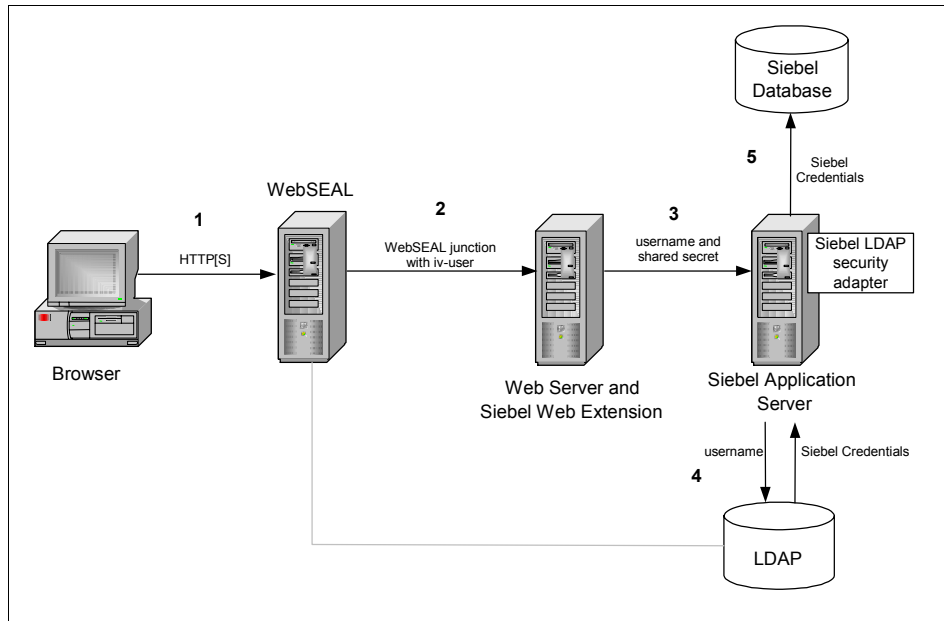 Siebel
Database
5
Siebel
Credentials
WebSEAL
1
2
3
HTTP[S]
WebSEAL junction
with iv-user
username and
shared secret
Siebel LDAP
security
adapter
Browser
Web Server and
Siebel Web Extension
Siebel Application
Server
username
Siebel Credentials
4
LDAP